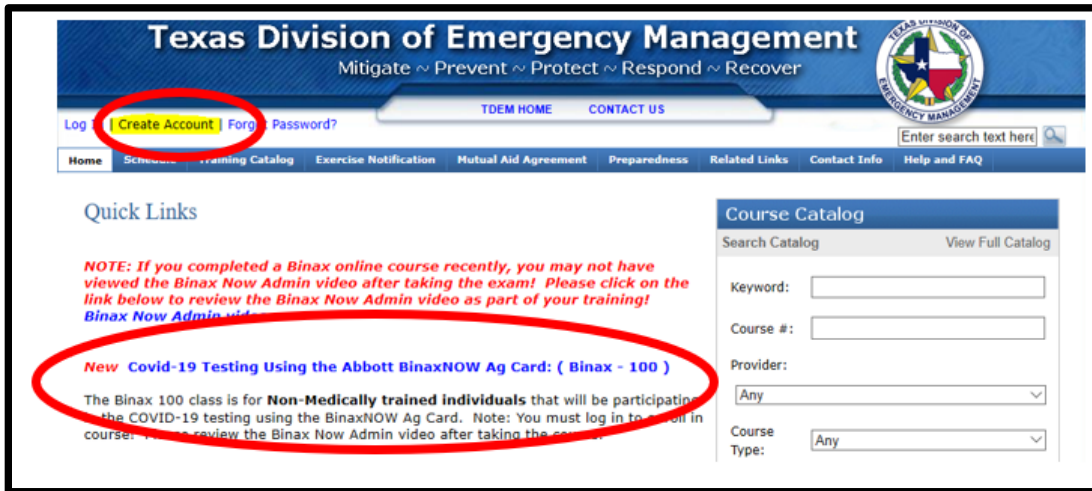 Texas Division of Emergency Management
Mitigate ~ Prevent ~ Protect ~ Respond ~ Recover
TEXAS DIVISION OF EMERGENCY MANAGEMENT
TDEM HOME CONTACT US
Log | Create Account | Forgot Password?
Enter search text here
Home Schedule Training Catalog Exercise Notification Mutual Aid Agreement Preparedness Related Links Contact Info Help and FAQ
Quick Links
NOTE: If you completed a Binax online course recently, you may not have
viewed the Binax Now Admin video after taking the exam! Please click on the
link below to review the Binax Now Admin video as part of your training!
Binax Now Admin video
New Covid-19 Testing Using the Abbott BinaxNOW Ag Card: ( Binax - 100 )
The Binax 100 class is for Non-Medically trained individuals that will be participating
the COVID-19 testing using the BinaxNOW Ag Card. Note: You must log in to enroll in
course! Please review the Binax Now Admin video after taking the course.
Course Catalog
Search Catalog View Full Catalog
Keyword:
Course #:
Provider:
Any
Course
Type:
Any